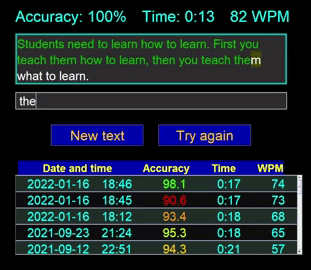 Accuracy: 100% Time: 0:13 82 WPM
Students need to learn how to learn. First you
teach them how to learn, then you teach them
what to learn.
the
New text Try again
Date and time Accuracy Time WPM
2022-01-16 18:46 98.1 0:17 74
2022-01-16 18:45 90.6 0:17 73
2022-01-16 18:12 93.4 0:18 68
2021-09-23 21:24 95.3 0:18 65
2021-09-12 22:51 94.3 0:21 57